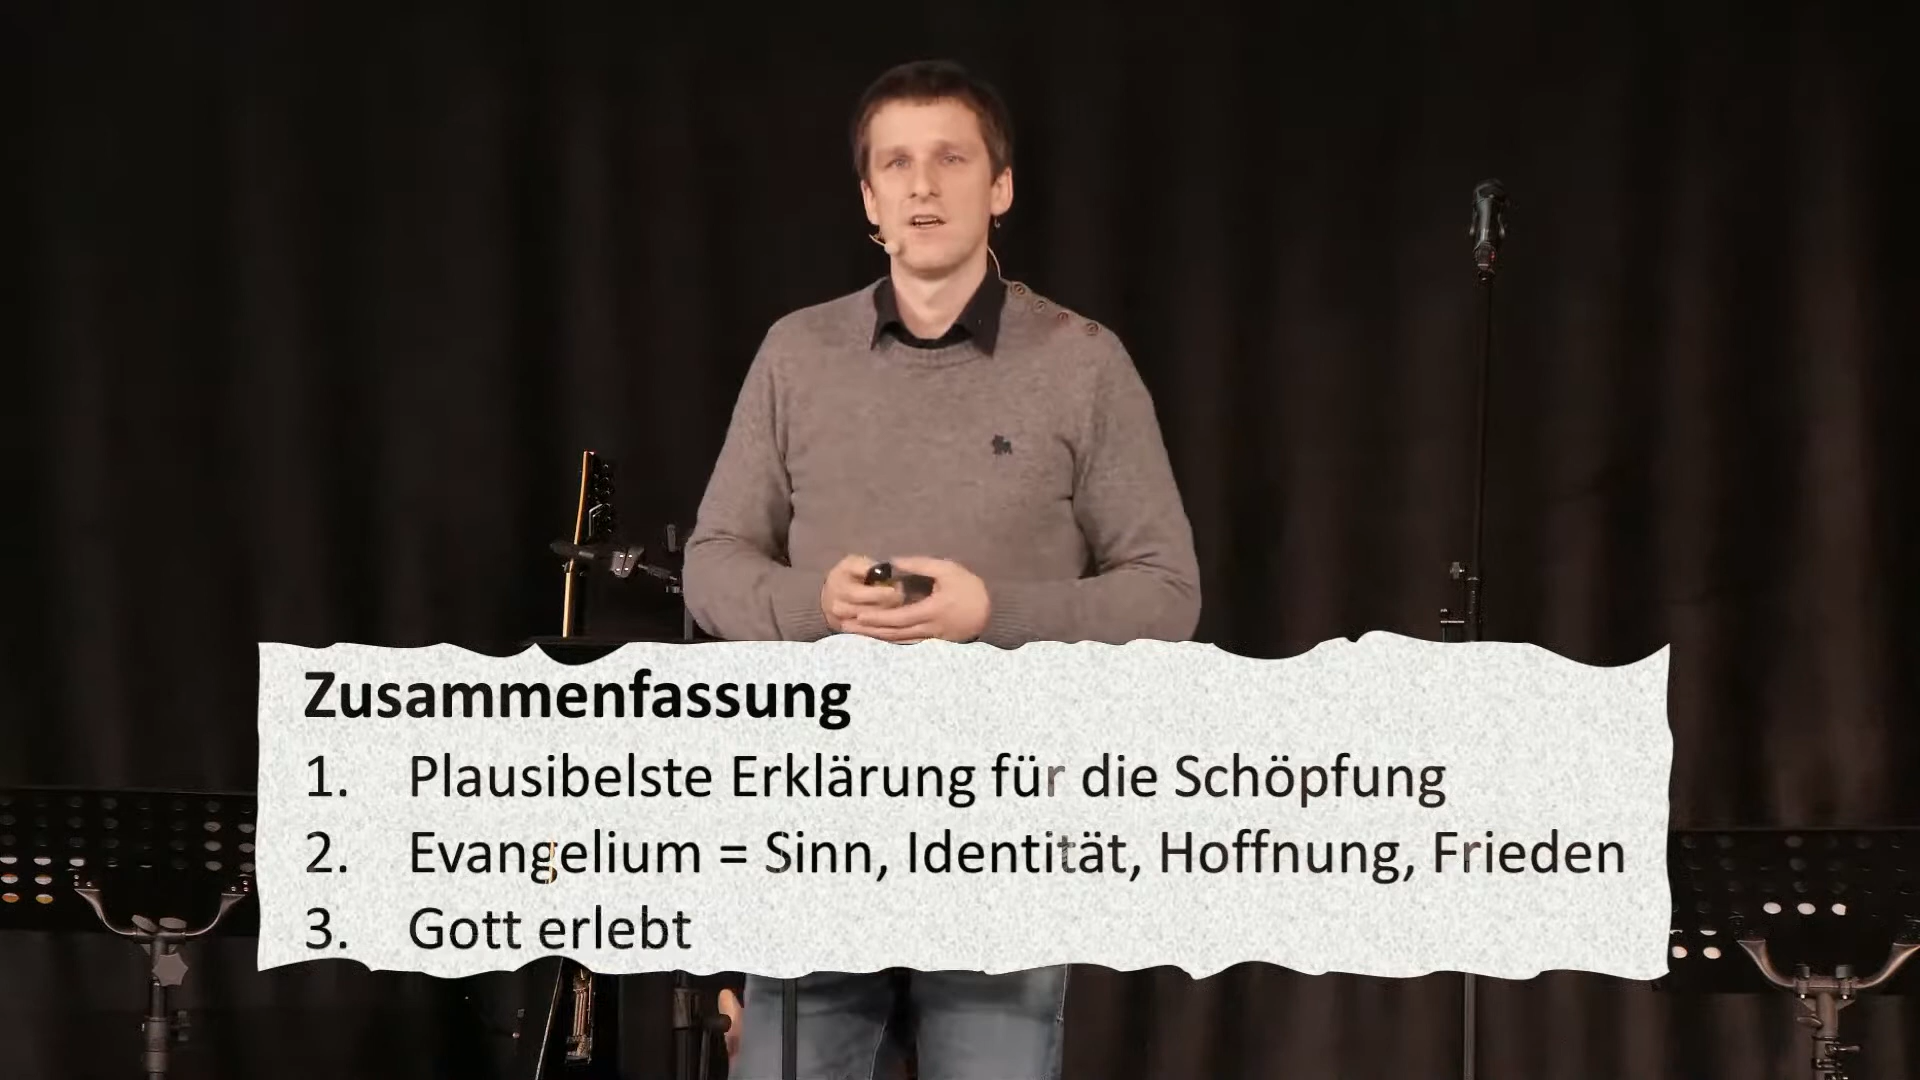 Zusammenfassung
1. Plausibelste Erklärung für die Schöpfung
2. Evangelium = Sinn, Identität, Hoffnung, Frieden
3. Gott erlebt